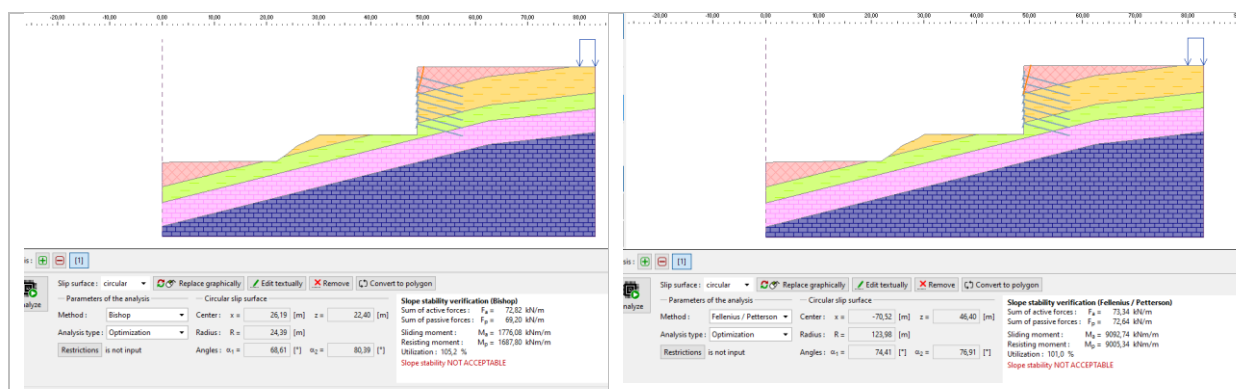 -20,00 0,00 10,00 20,00 30,00 40,00 50,00 60,00 70,00 80,00
[1]
Slip surface : circular Replace graphically Edit textually Remove Convert to polygon
Parameters of the analysis Circular slip surface
Method : Bishop Center : x = 26,19 [m] z = 22,40 [m]
Analysis type : Optimization Radius : R = 24,39 [m]
Restrictions is not input Angles : α1 = 68,61 [°] α2 = 80,39 [°]
Slope stability verification (Bishop)
Sum of active forces : Fa = 72,82 kN/m
Sum of passive forces : Fp = 69,20 kN/m
Sliding moment : Ma = 1776,08 kNm/m
Resisting moment : Mp = 1687,80 kNm/m
Utilization : 105,2 %
Slope stability NOT ACCEPTABLE
-20,00 -10,00 0,00 10,00 20,00 30,00 40,00 50,00 60,00 70,00 80,00
[1]
Slip surface : circular Replace graphically Edit textually Remove Convert to polygon
Parameters of the analysis Circular slip surface
Method : Fellenius / Petterson Center : x = -70,52 [m] z = 46,40 [m]
Analysis type : Optimization Radius : R = 123,98 [m]
Restrictions is not input Angles : α1 = 74,41 [°] α2 = 76,91 [°]
Slope stability verification (Fellenius / Petterson)
Sum of active forces : Fa = 73,34 kN/m
Sum of passive forces : Fp = 72,64 kN/m
Sliding moment : Ma = 9092,74 kNm/m
Resisting moment : Mp = 9005,34 kNm/m
Utilization : 101,0 %
Slope stability NOT ACCEPTABLE